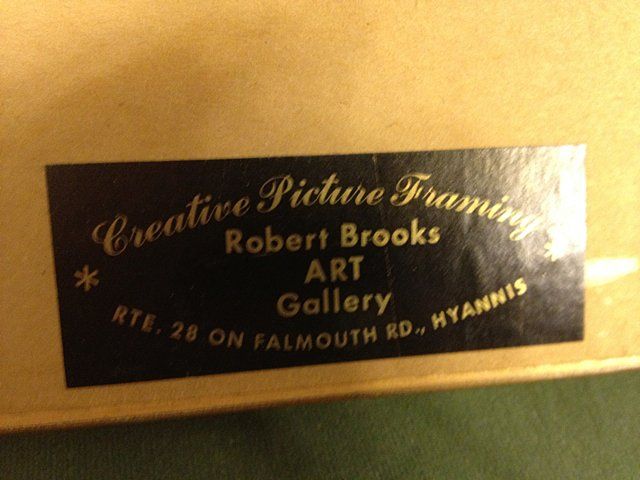 Creative Picture Framing
Robert Brooks
ART
Gallery
RTE. 28 ON FALMOUTH RD., HYANNIS